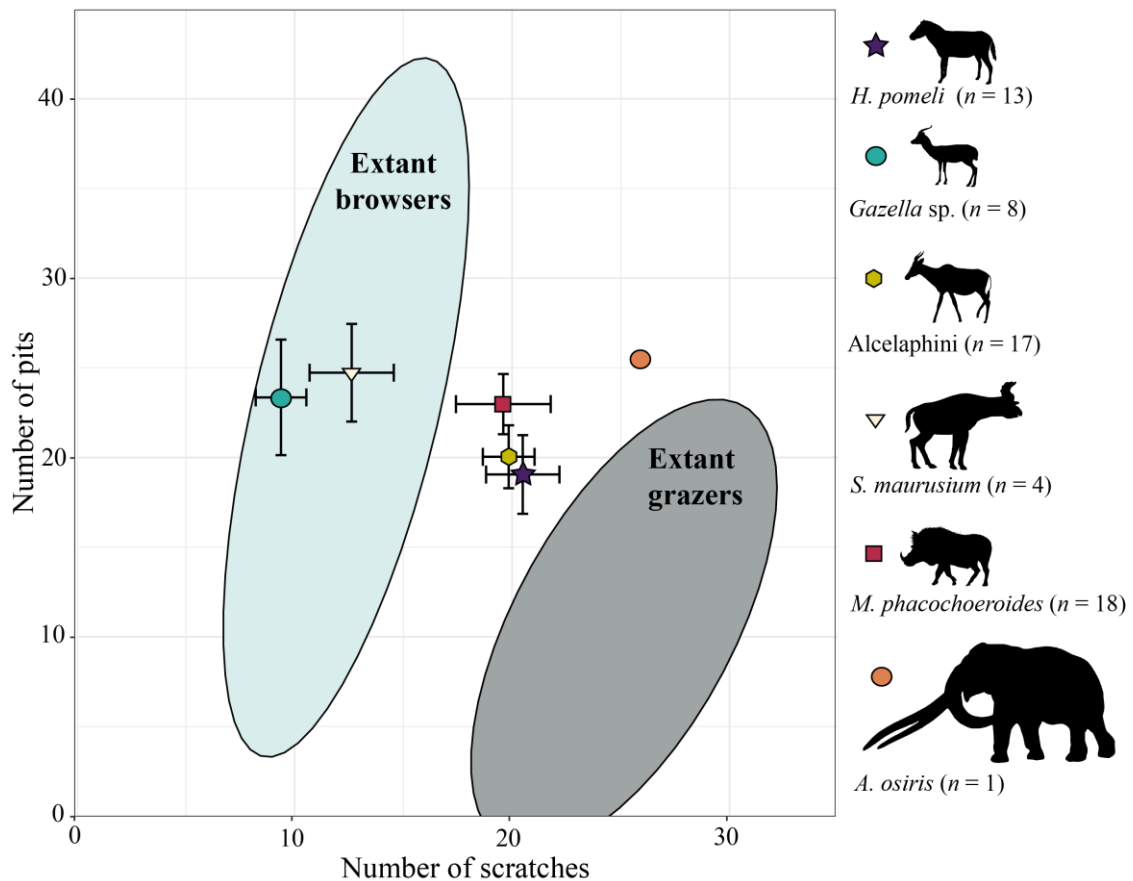 40
30
20
10
0
Number of pits
Extant
browsers
Extant
grazers
0
10
20
30
Number of scratches
H. pomeli (n = 13)
Gazella sp. (n = 8)
Alcelaphini (n = 17)
S. maurusium (n = 4)
M. phacochoeroides (n = 18)
A. osiris (n = 1)